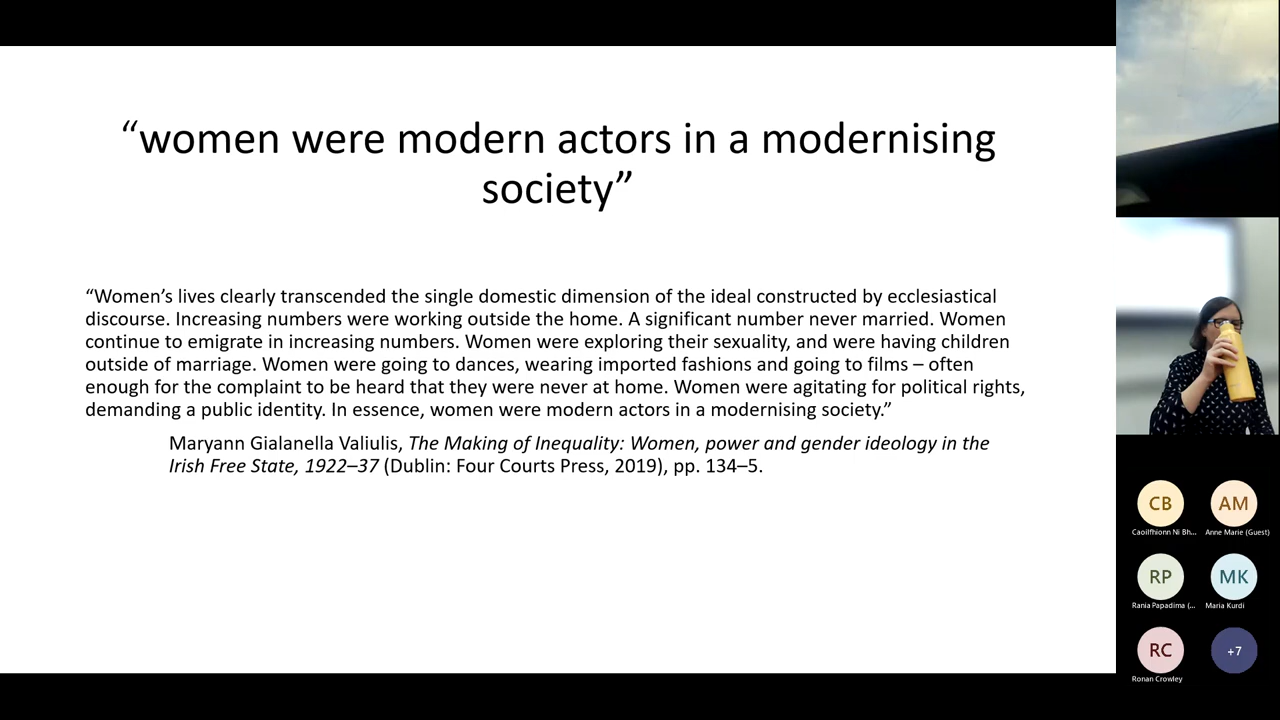 “women were modern actors in a modernising
society”
“Women’s lives clearly transcended the single domestic dimension of the ideal constructed by ecclesiastical
discourse. Increasing numbers were working outside the home. A significant number never married. Women
continue to emigrate in increasing numbers. Women were exploring their sexuality, and were having children
outside of marriage. Women were going to dances, wearing imported fashions and going to films – often
enough for the complaint to be heard that they were never at home. Women were agitating for political rights,
demanding a public identity. In essence, women were modern actors in a modernising society.”
Maryann Gialanella Valiulis, The Making of Inequality: Women, power and gender ideology in the
Irish Free State, 1922–37 (Dublin: Four Courts Press, 2019), pp. 134–5.
CB
AM
Caoilfhionn Ni Bh...
Anne Marie (Guest)
RP
MK
Rania Papadima (...
Maria Kurdi
RC
+7
Ronan Crowley